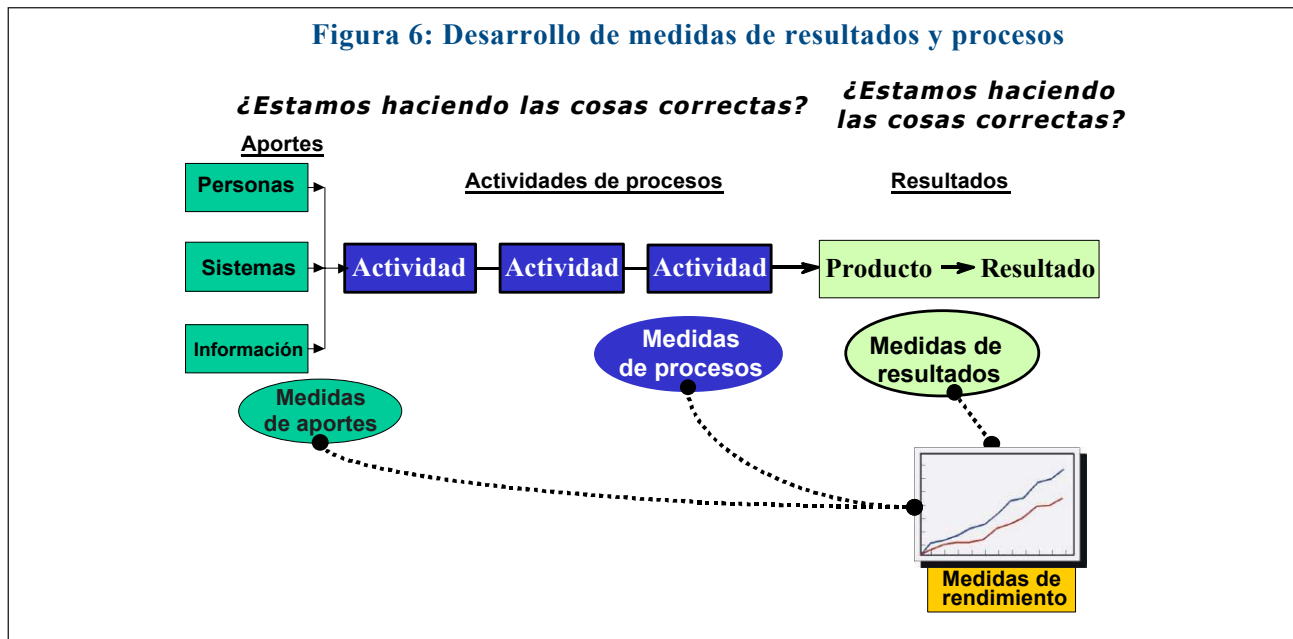 Figura 6: Desarrollo de medidas de resultados y procesos
¿Estamos haciendo las cosas correctas?
¿Estamos haciendo
las cosas correctas?
Aportes
Personas
Actividades de procesos
Resultados
Sistemas
Actividad
Actividad
Actividad
Producto
Resultado
Información
Medidas
de procesos
Medidas de
resultados
Medidas
de aportes
Medidas de
rendimiento